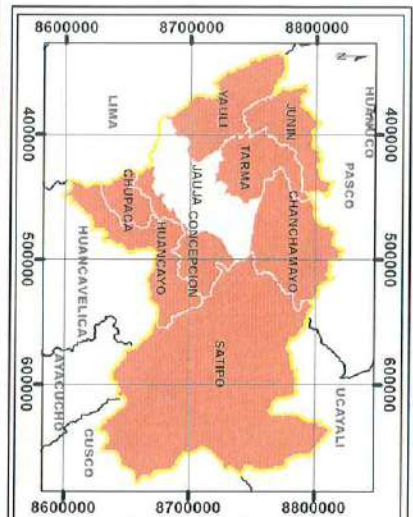 400000 500000 600000
8800000 8800000
HUANUCO
PASCO
UCAYALI
JUNIN
CHANCHAMAYO
TARMA
YAULI
SATIPO
JAUJA
CONCEPCION
HUANCAYO
8700000 8700000
CHUPACA
LIMA
HUANCAVELICA
CUSCO
AYACUCHO
8600000 8600000
400000 500000 600000